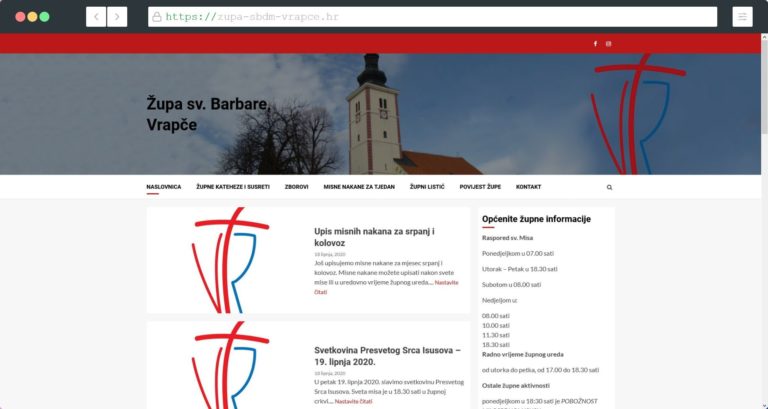 https://zupa-sbdm-vrapce.hr
Župa sv. Barbare,
Vrapče
NASLOVNICA ŽUPNE KATEHEZE I SUSRETI ZBOROVI MISNE NAKANE ZA TJEDAN ŽUPNI LISTIĆ POVIJEST ŽUPE KONTAKT
Upis misnih nakana za srpanj i
kolovoz
18 lipnja, 2020
Još upisujemo misne nakane za mjesec srpanj i
kolovoz. Misne nakane možete upisati nakon svete
mise ili u uredovno vrijeme župnog ureda.... Nastavite
čitati
Svetkovina Presvetog Srca Isusova –
19. lipnja 2020.
18 lipnja, 2020
U petak 19. lipnja 2020. slavimo svetkovinu Presvetog
Srca Isusova. Sveta misa je u 18.30 sati u župnoj
crkvi.... Nastavite čitati
Općenite župne informacije
Raspored sv. Misa
Ponedjeljkom u 07.00 sati
Utorak – Petak u 18.30 sati
Subotom u 08.00 sati
Nedjeljom u:
08.00 sati
10.00 sati
11.30 sati
18.30 sati
Radno vrijeme župnog ureda
od utorka do petka, od 17.00 do 18.30 sati
Ostale župne aktivnosti
ponedjeljkom u 18:30 sati je POBOŽNOST